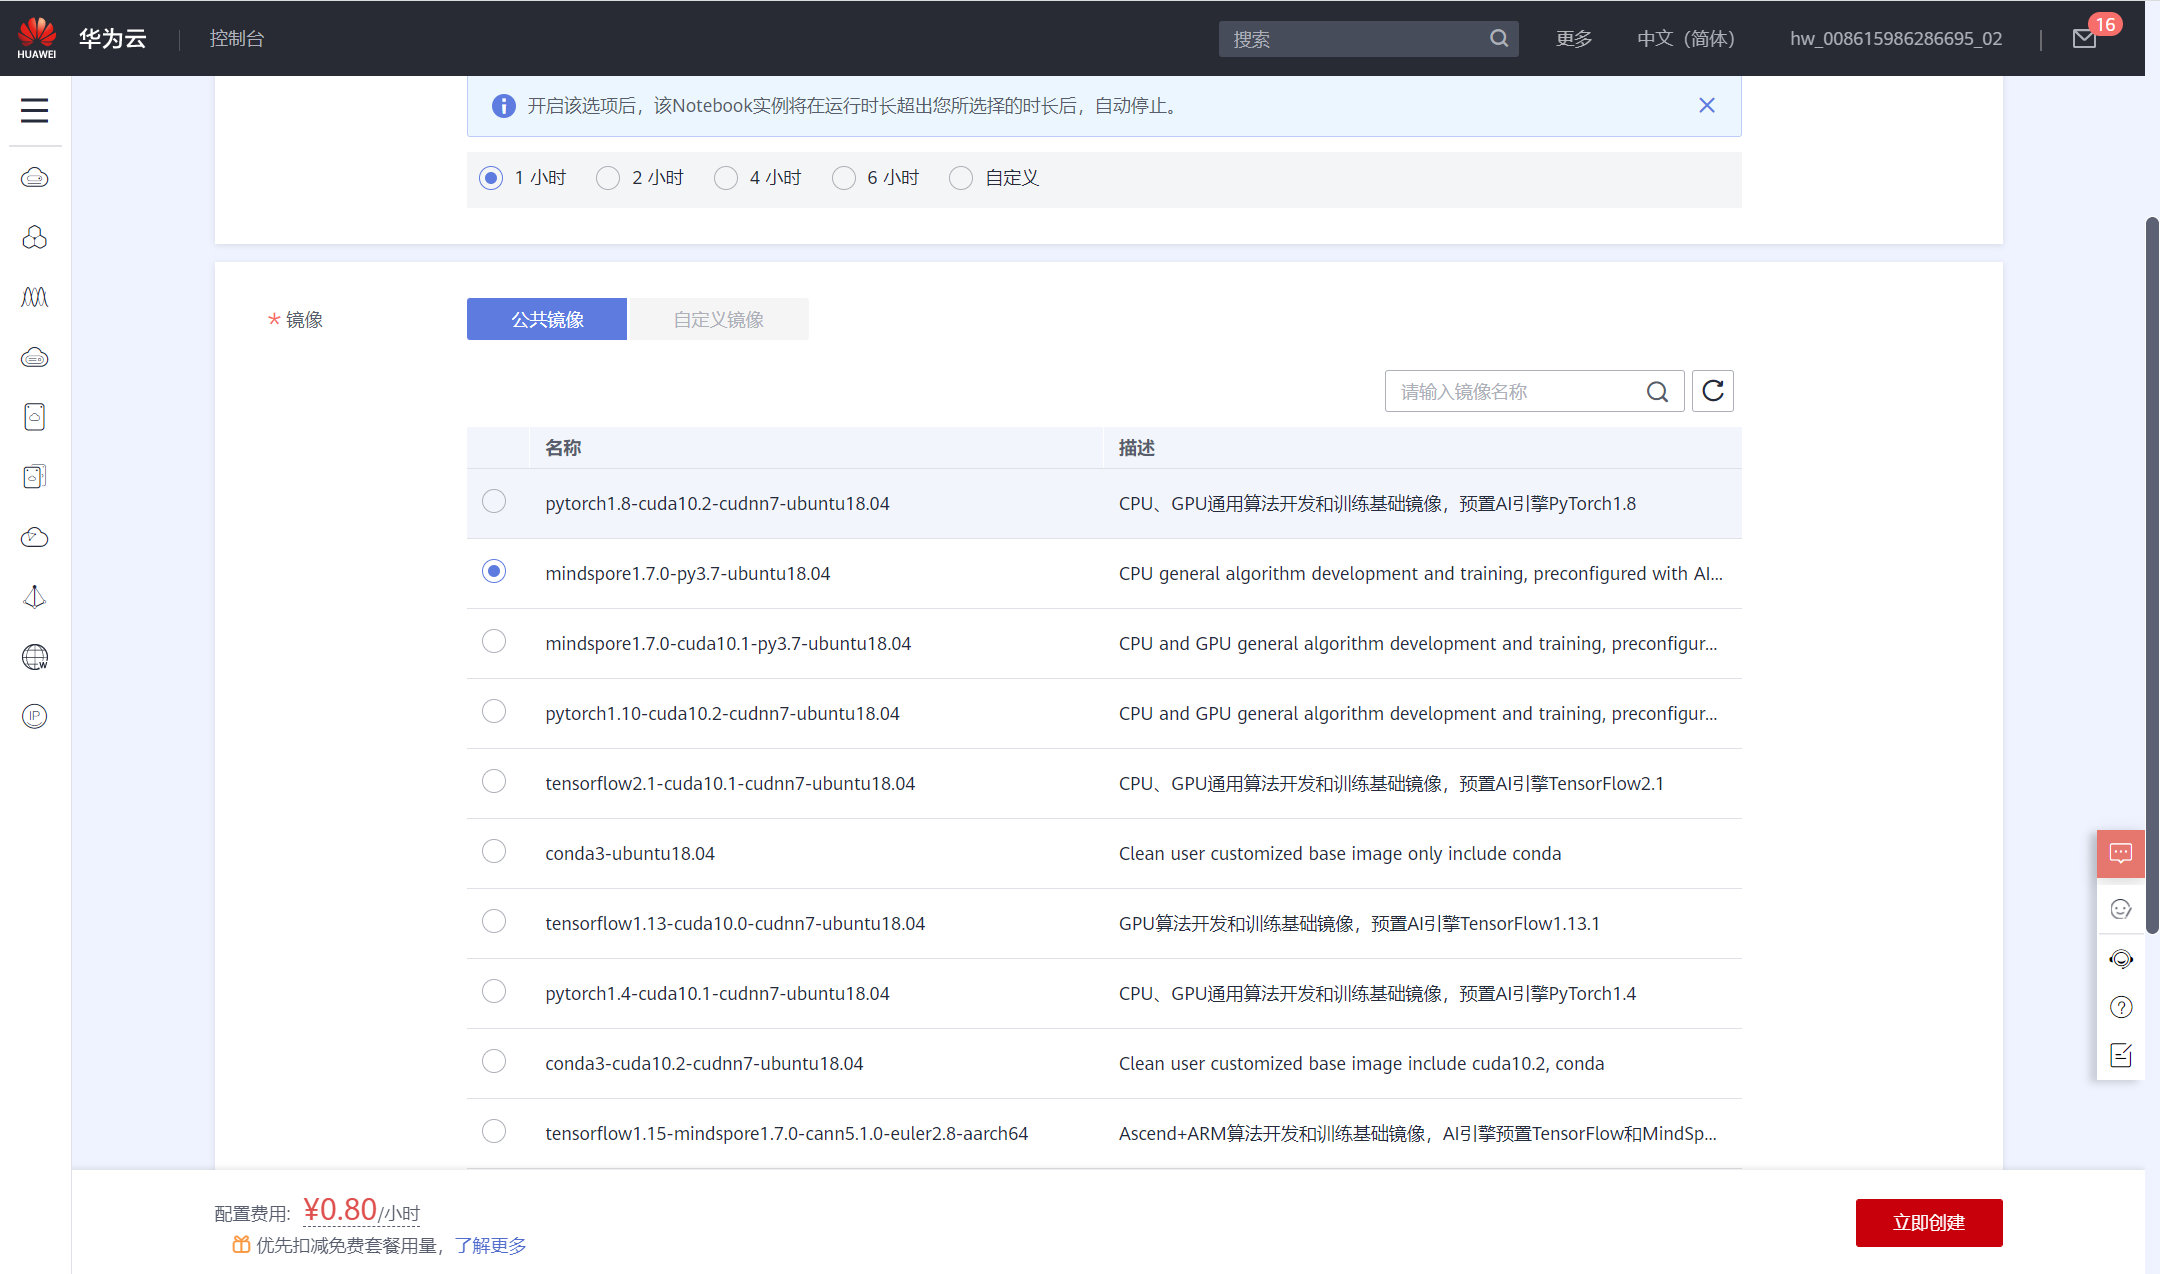 HUAWEI
华为云
控制台
搜索
更多
中文（简体）
hw_008615986286695_02
16
开启该选项后，该Notebook实例将在运行时长超出您所选择的时长后，自动停止。
1 小时
2 小时
4 小时
6 小时
自定义
* 镜像
公共镜像
自定义镜像
请输入镜像名称
名称
描述
pytorch1.8-cuda10.2-cudnn7-ubuntu18.04
CPU、GPU通用算法开发和训练基础镜像，预置AI引擎PyTorch1.8
mindspore1.7.0-py3.7-ubuntu18.04
CPU general algorithm development and training, preconfigured with AI...
mindspore1.7.0-cuda10.1-py3.7-ubuntu18.04
CPU and GPU general algorithm development and training, preconfigur...
pytorch1.10-cuda10.2-cudnn7-ubuntu18.04
CPU and GPU general algorithm development and training, preconfigur...
tensorflow2.1-cuda10.1-cudnn7-ubuntu18.04
CPU、GPU通用算法开发和训练基础镜像，预置AI引擎TensorFlow2.1
conda3-ubuntu18.04
Clean user customized base image only include conda
tensorflow1.13-cuda10.0-cudnn7-ubuntu18.04
GPU算法开发和训练基础镜像，预置AI引擎TensorFlow1.13.1
pytorch1.4-cuda10.1-cudnn7-ubuntu18.04
CPU、GPU通用算法开发和训练基础镜像，预置AI引擎PyTorch1.4
conda3-cuda10.2-cudnn7-ubuntu18.04
Clean user customized base image include cuda10.2, conda
tensorflow1.15-mindspore1.7.0-cann5.1.0-euler2.8-aarch64
Ascend+ARM算法开发和训练基础镜像，AI引擎预置TensorFlow和MindSp...
W
IP
配置费用: ¥0.80/小时
优先扣减免费套餐用量，了解更多
立即创建